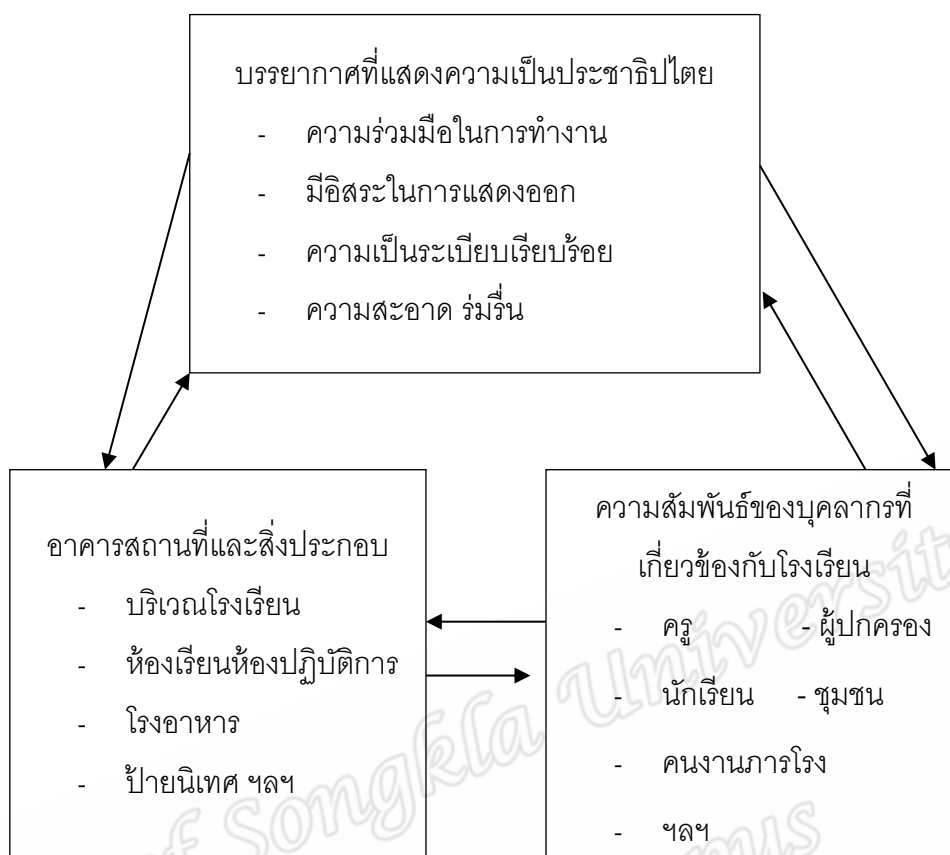 บรรยากาศที่แสดงความเป็นประชาธิปไตย
- ความร่วมมือในการทำงาน
- มีอิสระในการแสดงออก
- ความเป็นระเบียบเรียบร้อย
- ความสะอาด ร่มรื่น
อาคารสถานที่และสิ่งประกอบ
- บริเวณโรงเรียน
- ห้องเรียนห้องปฏิบัติการ
- โรงอาหาร
- ป้ายนิเทศ ฯลฯ
ความสัมพันธ์ของบุคลากรที่
เกี่ยวข้องกับโรงเรียน
- ครู - ผู้ปกครอง
- นักเรียน - ชุมชน
- คนงานภารโรง
- ฯลฯ
of Songkla Universit